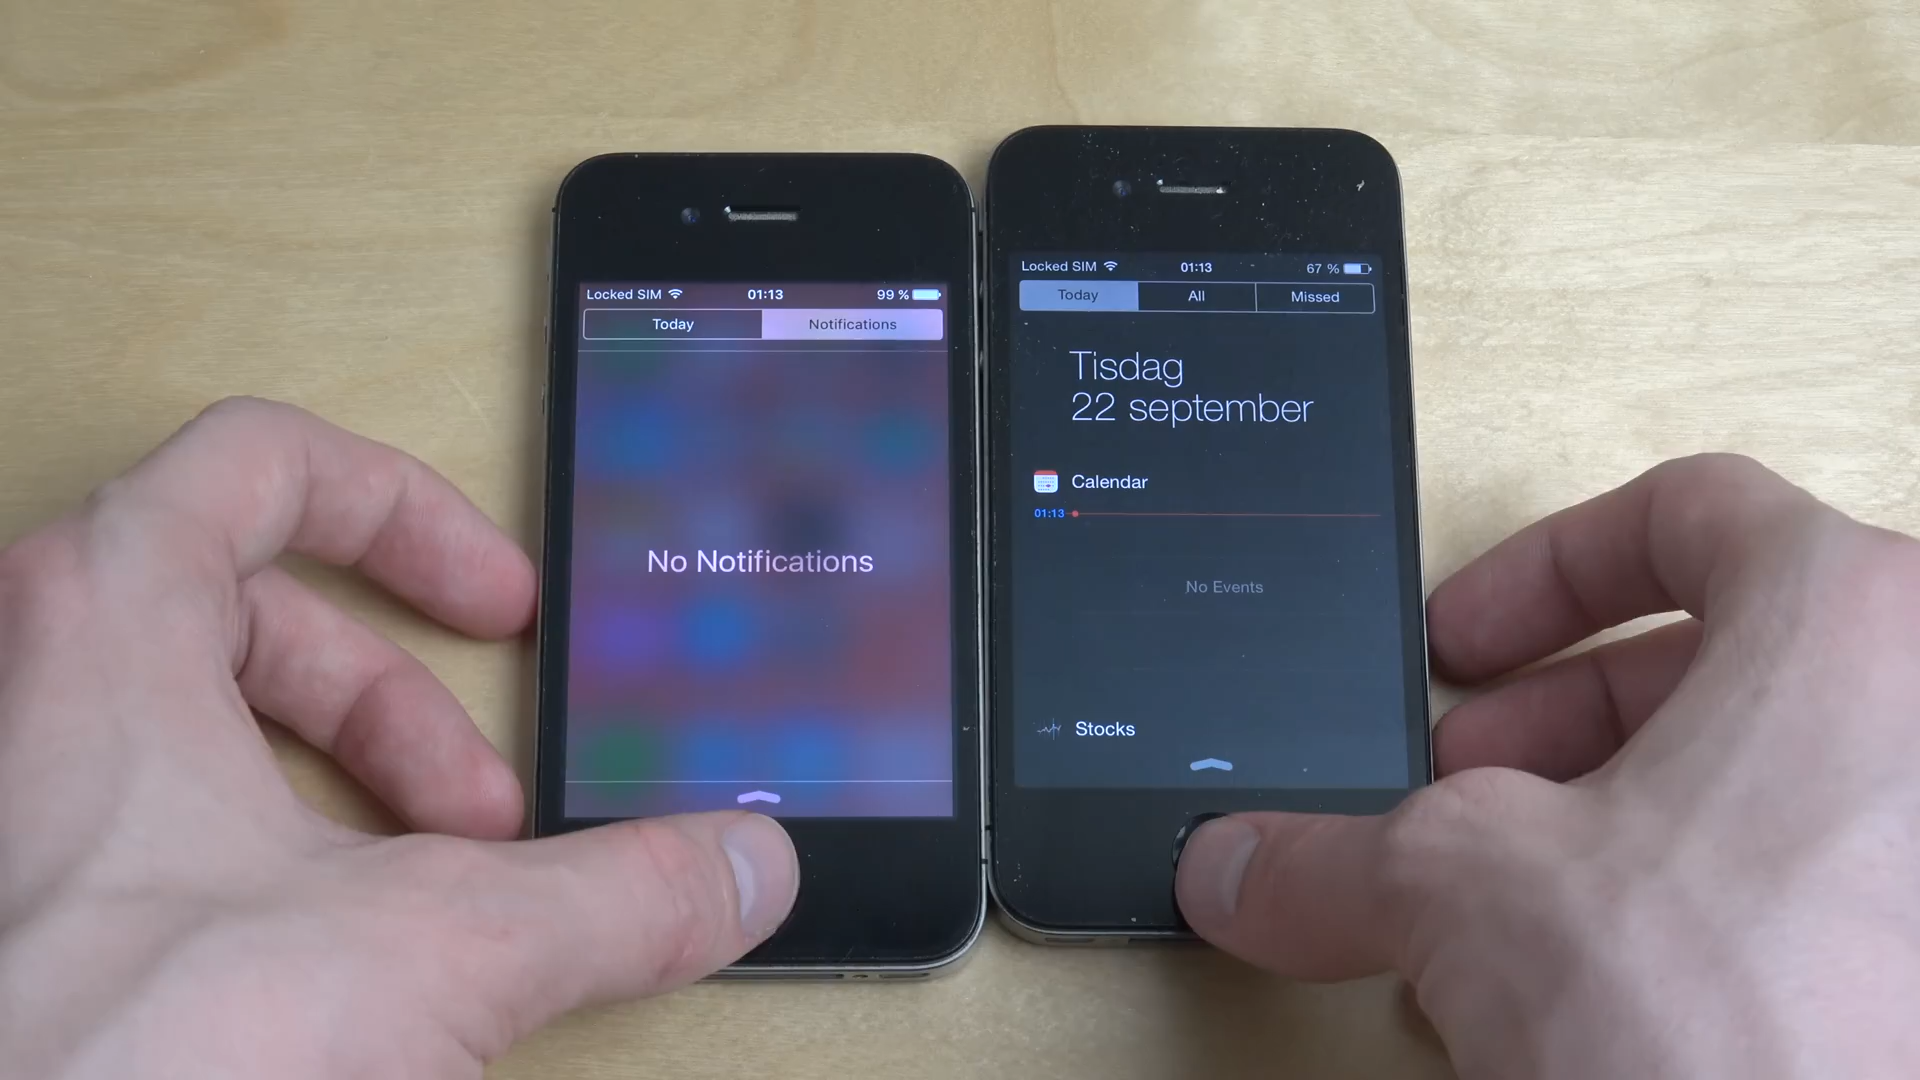 Locked SIM 01:13 99 %
Today Notifications
No Notifications
Locked SIM 01:13 67 %
Today All Missed
Tisdag
22 september
Calendar
01:13
No Events
Stocks